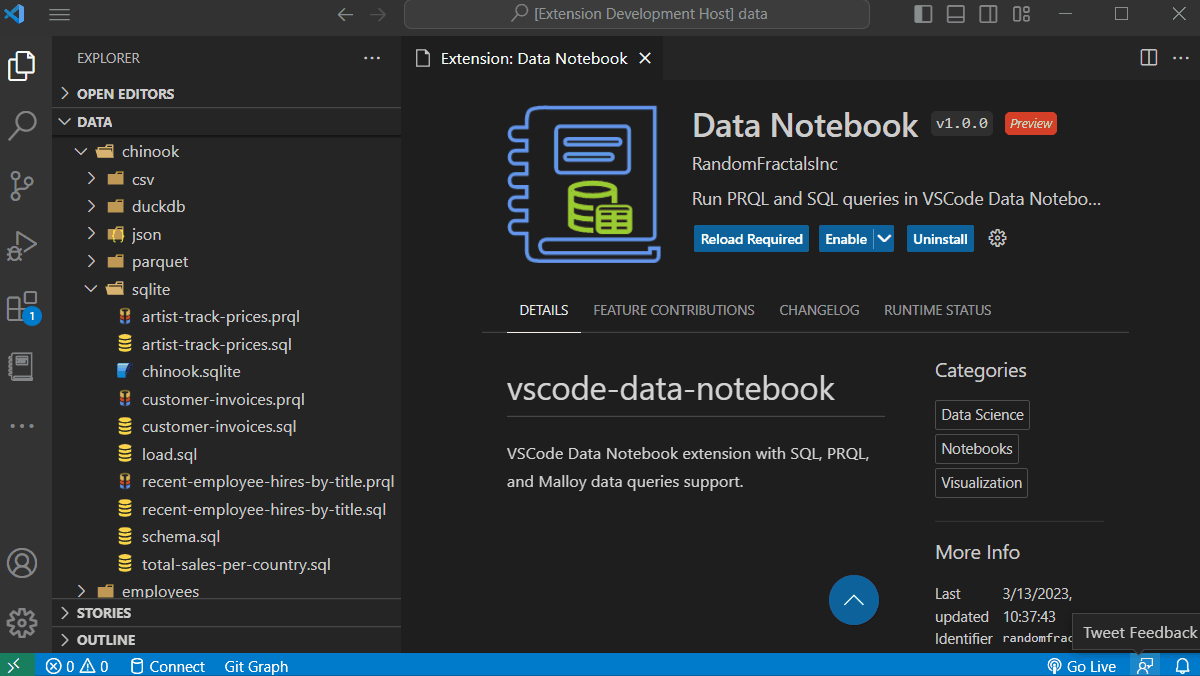 [Extension Development Host] data
EXPLORER
OPEN EDITORS
DATA
chinook
csv
duckdb
json
parquet
sqlite
artist-track-prices.prql
artist-track-prices.sql
chinook.sqlite
customer-invoices.prql
customer-invoices.sql
load.sql
recent-employee-hires-by-title.prql
recent-employee-hires-by-title.sql
schema.sql
total-sales-per-country.sql
employees
STORIES
OUTLINE
1
Extension: Data Notebook
Data Notebook v1.0.0 Preview
RandomFractalsInc
Run PRQL and SQL queries in VSCode Data Notebo...
Reload Required Enable Uninstall
DETAILS FEATURE CONTRIBUTIONS CHANGELOG RUNTIME STATUS
vscode-data-notebook
VSCode Data Notebook extension with SQL, PRQL,
and Malloy data queries support.
Categories
Data Science
Notebooks
Visualization
More Info
Last 3/13/2023,
updated 10:37:43
Identifier randomfrac
Tweet Feedback
0 0 Connect Git Graph Go Live